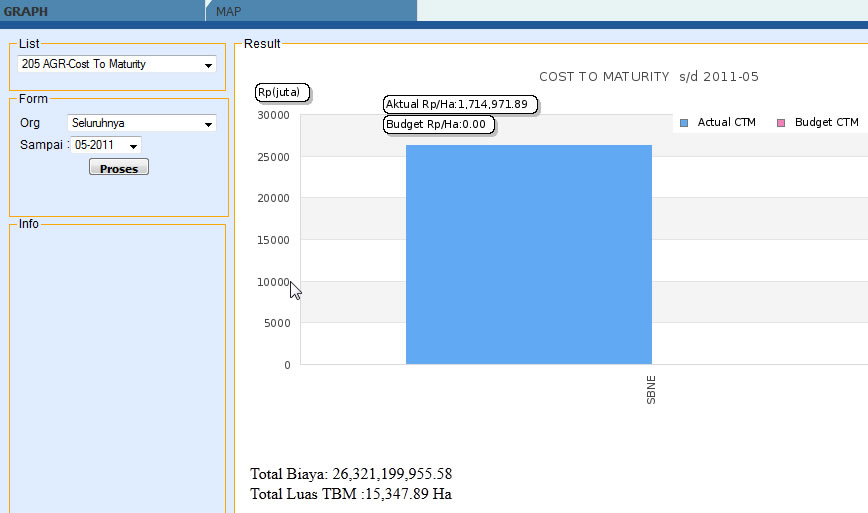 GRAPH
MAP
List
205 AGR-Cost To Maturity
Form
Org Seluruhnya
Sampai : 05-2011
Proses
Info
Result
COST TO MATURITY s/d 2011-05
Rp(juta)
Aktual Rp/Ha:1,714,971.89
Budget Rp/Ha:0.00
Actual CTM
Budget CTM
30000
25000
20000
15000
10000
5000
0
SBNE
Total Biaya: 26,321,199,955.58
Total Luas TBM :15,347.89 Ha